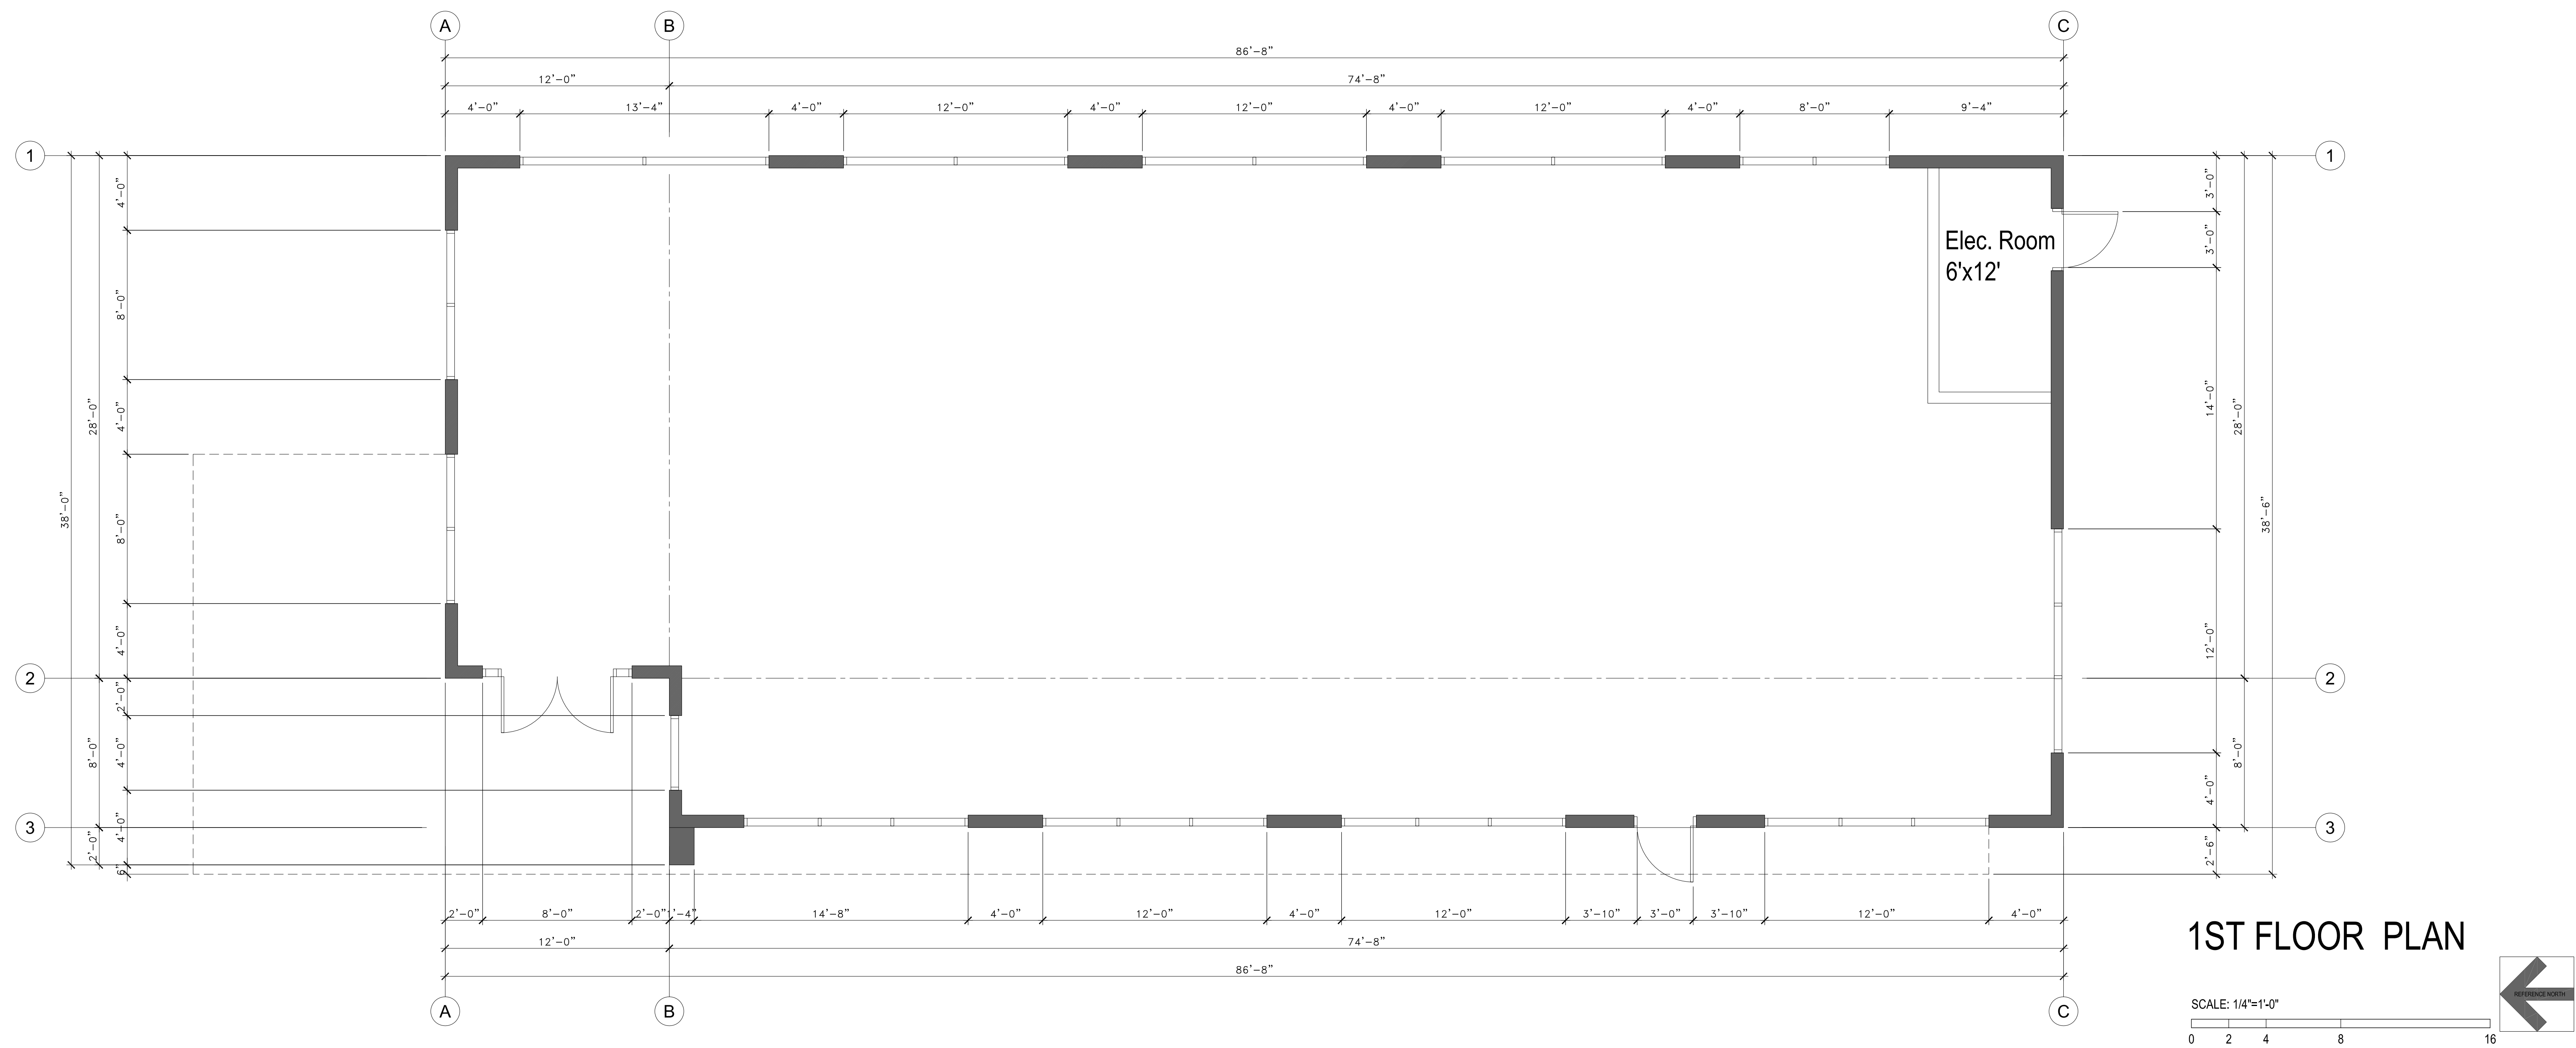 A B C
86'-8"
12'-0" 74'-8"
4'-0" 13'-4" 4'-0" 12'-0" 4'-0" 12'-0" 4'-0" 12'-0" 4'-0" 8'-0" 9'-4"
1 1
4'-0"
8'-0"
4'-0"
8'-0"
4'-0"
2'-0"
4'-0"
4'-0"
6"
28'-0"
8'-0"
2'-0"
38'-0"
Elec. Room
6'x12'
3'-0"
3'-0"
14'-0"
12'-0"
4'-0"
2'-6"
28'-0"
8'-0"
38'-6"
2 2
3 3
2'-0" 8'-0" 2'-0" 1'-4" 14'-8" 4'-0" 12'-0" 4'-0" 12'-0" 3'-10" 3'-0" 3'-10" 12'-0" 4'-0"
12'-0" 74'-8"
86'-8"
A B C
1ST FLOOR PLAN
REFERENCE NORTH
SCALE: 1/4"=1'-0"
0 2 4 8 16